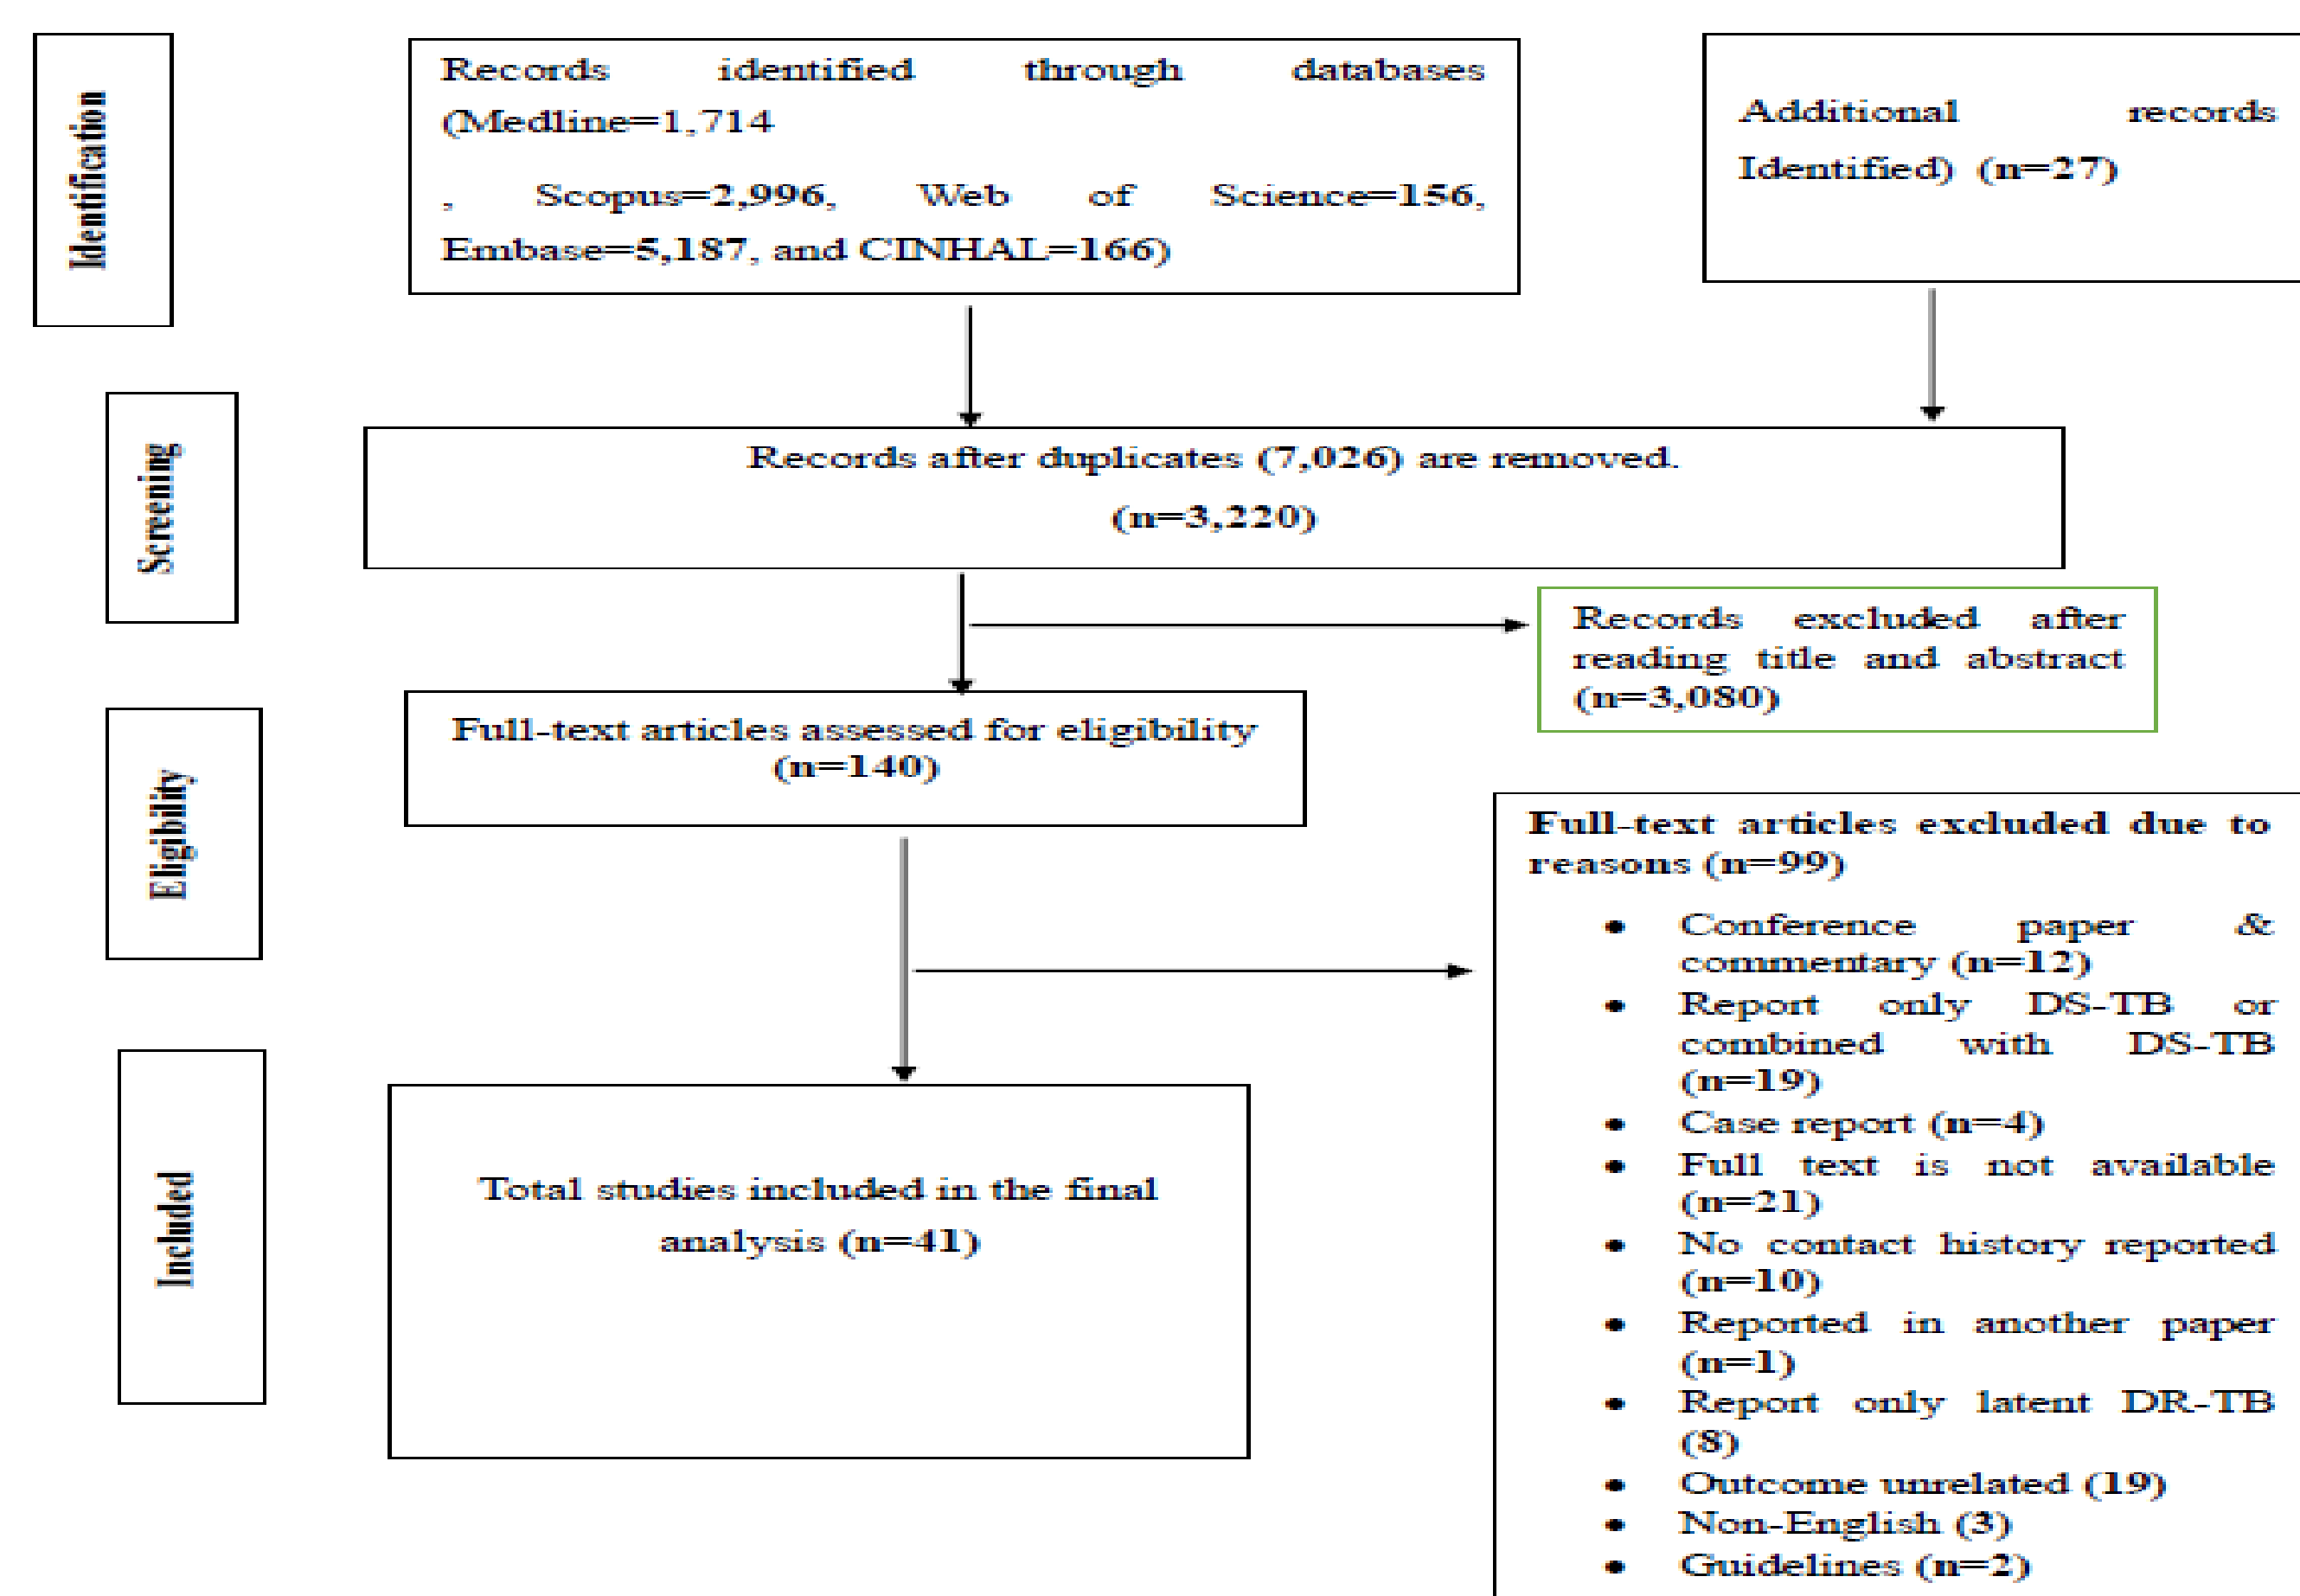 Identification
Records identified through databases
(Medline=1,714
, Scopus=2,996, Web of Science=156,
Embase=5,187, and CINHAL=166)
Additional records
Identified) (n=27)
Screening
Records after duplicates (7,026) are removed.
(n=3,220)
Records excluded after
reading title and abstract
(n=3,080)
Eligibility
Full-text articles assessed for eligibility
(n=140)
Full-text articles excluded due to
reasons (n=99)
• Conference paper &
commentary (n=12)
• Report only DS-TB or
combined with DS-TB
(n=19)
• Case report (n=4)
• Full text is not available
(n=21)
• No contact history reported
(n=10)
• Reported in another paper
(n=1)
• Report only latent DR-TB
(8)
• Outcome unrelated (19)
• Non-English (3)
• Guidelines (n=2)
Included
Total studies included in the final
analysis (n=41)